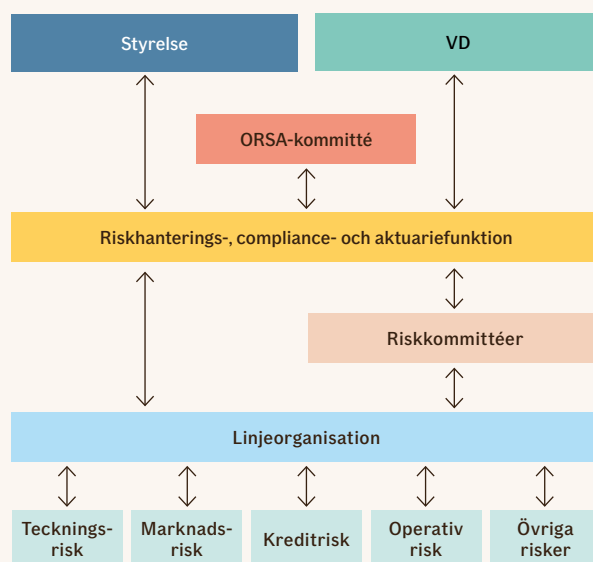 Styrelse
VD
ORSA-kommitté
Riskhanterings-, compliance- och aktuariefunktion
Riskkommittéer
Linjeorganisation
Tecknings-
risk
Marknads-
risk
Kreditrisk
Operativ
risk
Övriga
risker